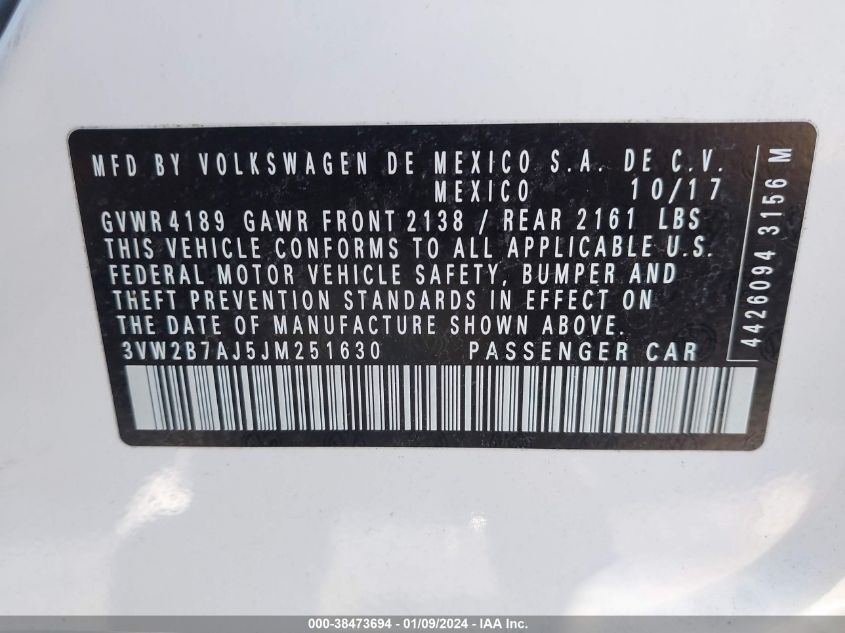 MFD BY VOLKSWAGEN DE MEXICO S.A. DE C.V.
MEXICO 10/17
GVWR 4189 GAWR FRONT 2138 / REAR 2161 LBS
THIS VEHICLE CONFORMS TO ALL APPLICABLE U.S.
FEDERAL MOTOR VEHICLE SAFETY, BUMPER AND
THEFT PREVENTION STANDARDS IN EFFECT ON
THE DATE OF MANUFACTURE SHOWN ABOVE.
3VW2B7AJ5JM251630 PASSENGER CAR
4426094 3156 M
000-38473694 - 01/09/2024 - IAA Inc.